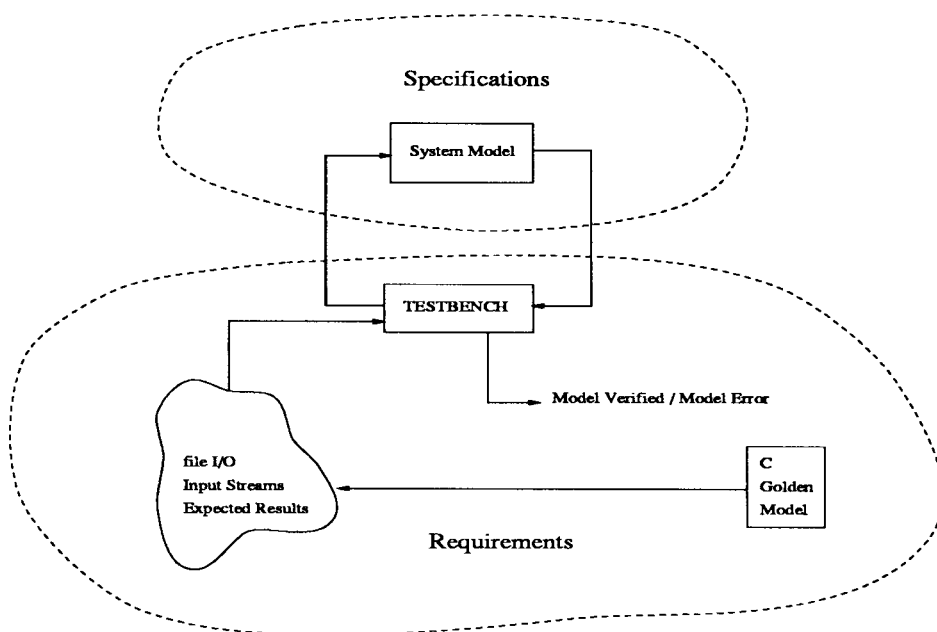 Specifications
System Model
TESTBENCH
Model Verified / Model Error
file I/O
Input Streams
Expected Results
C
Golden
Model
Requirements